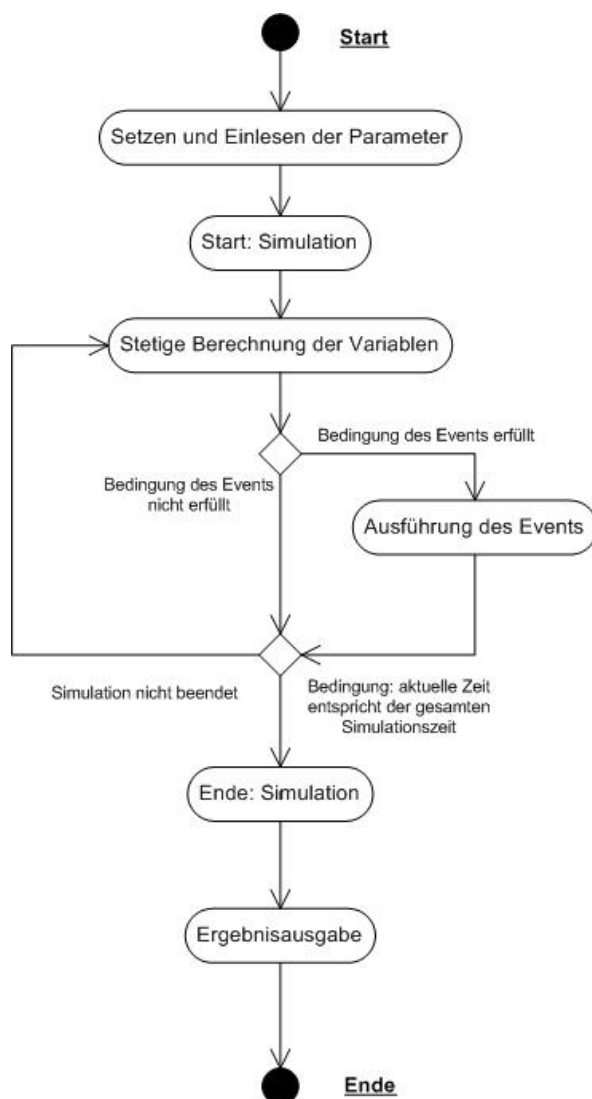 Start
Setzen und Einlesen der Parameter
Start: Simulation
Stetige Berechnung der Variablen
Bedingung des Events erfüllt
Bedingung des Events
nicht erfüllt
Ausführung des Events
Simulation nicht beendet
Bedingung: aktuelle Zeit
entspricht der gesamten
Simulationszeit
Ende: Simulation
Ergebnisausgabe
Ende